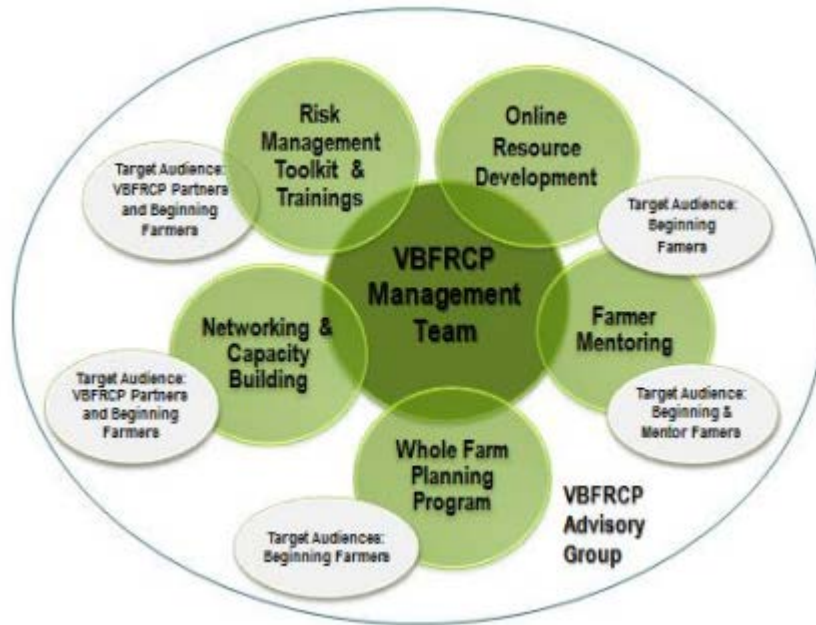 Risk
Management
Toolkit & 
Trainings
Online
Resource
Development
Target Audience:
VBFRCP Partners
and Beginning
Farmers
Target Audience:
Beginning
Famers
VBFRCP
Management
Team
Networking &
Capacity
Building
Farmer
Mentoring
Target Audience:
VBFRCP Partners
and Beginning
Farmers
Target Audience:
Beginning &
Mentor Famers
Whole Farm
Planning
Program
VBFRCP
Advisory
Group
Target Audiences:
Beginning Farmers